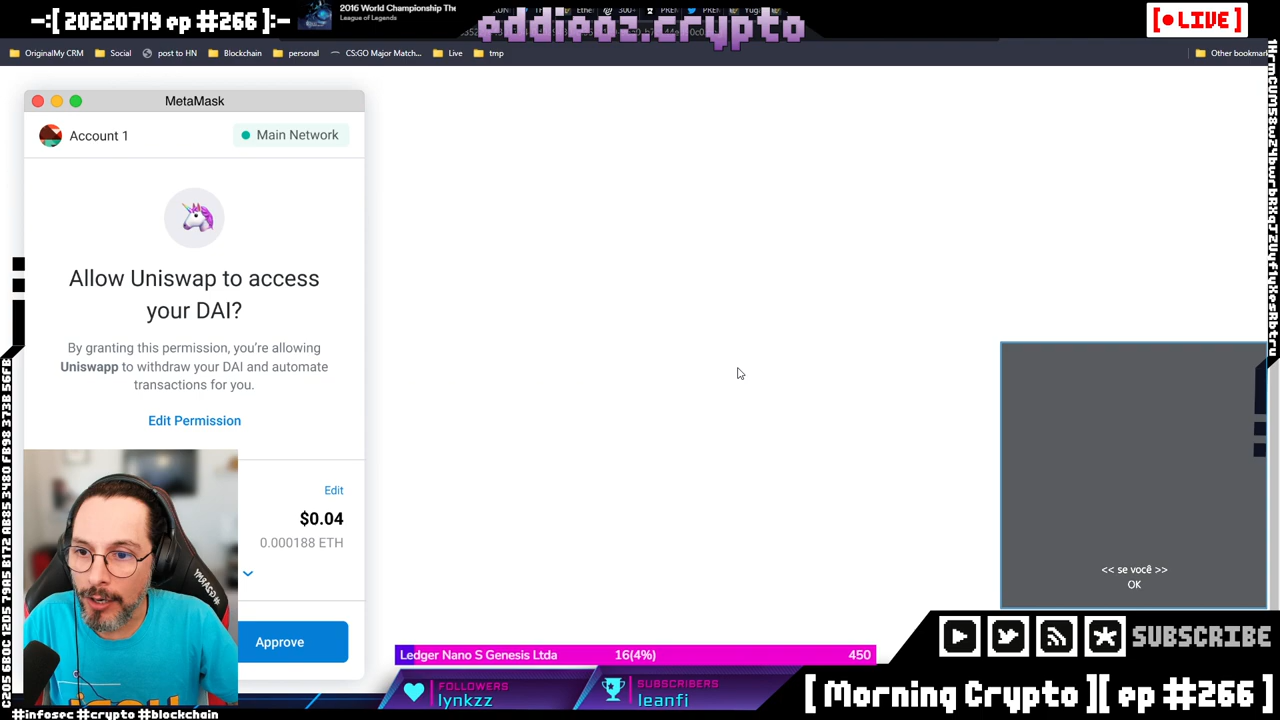 -:[ 20220719 ep #266 ]:-
2016 World Championship The
League of Legends
eddieoz.crypto
[ • LIVE ]
OriginalMy CRM
Social
post to HN
Blockchain
personal
CS:GO Major Match...
Live
tmp
Other bookmar
MetaMask
Account 1
Main Network
Allow Uniswap to access
your DAI?
By granting this permission, you're allowing
Uniswapp to withdraw your DAI and automate
transactions for you.
Edit Permission
Edit
$0.04
0.000188 ETH
Approve
<< se você >>
OK
Ledger Nano S Genesis Ltda
16(4%)
450
FOLLOWERS
lynkzz
SUBSCRIBERS
leanfi
SUBSCRIBE
[ Morning Crypto ][ ep #266 ]
#infosec #crypto #blockchain